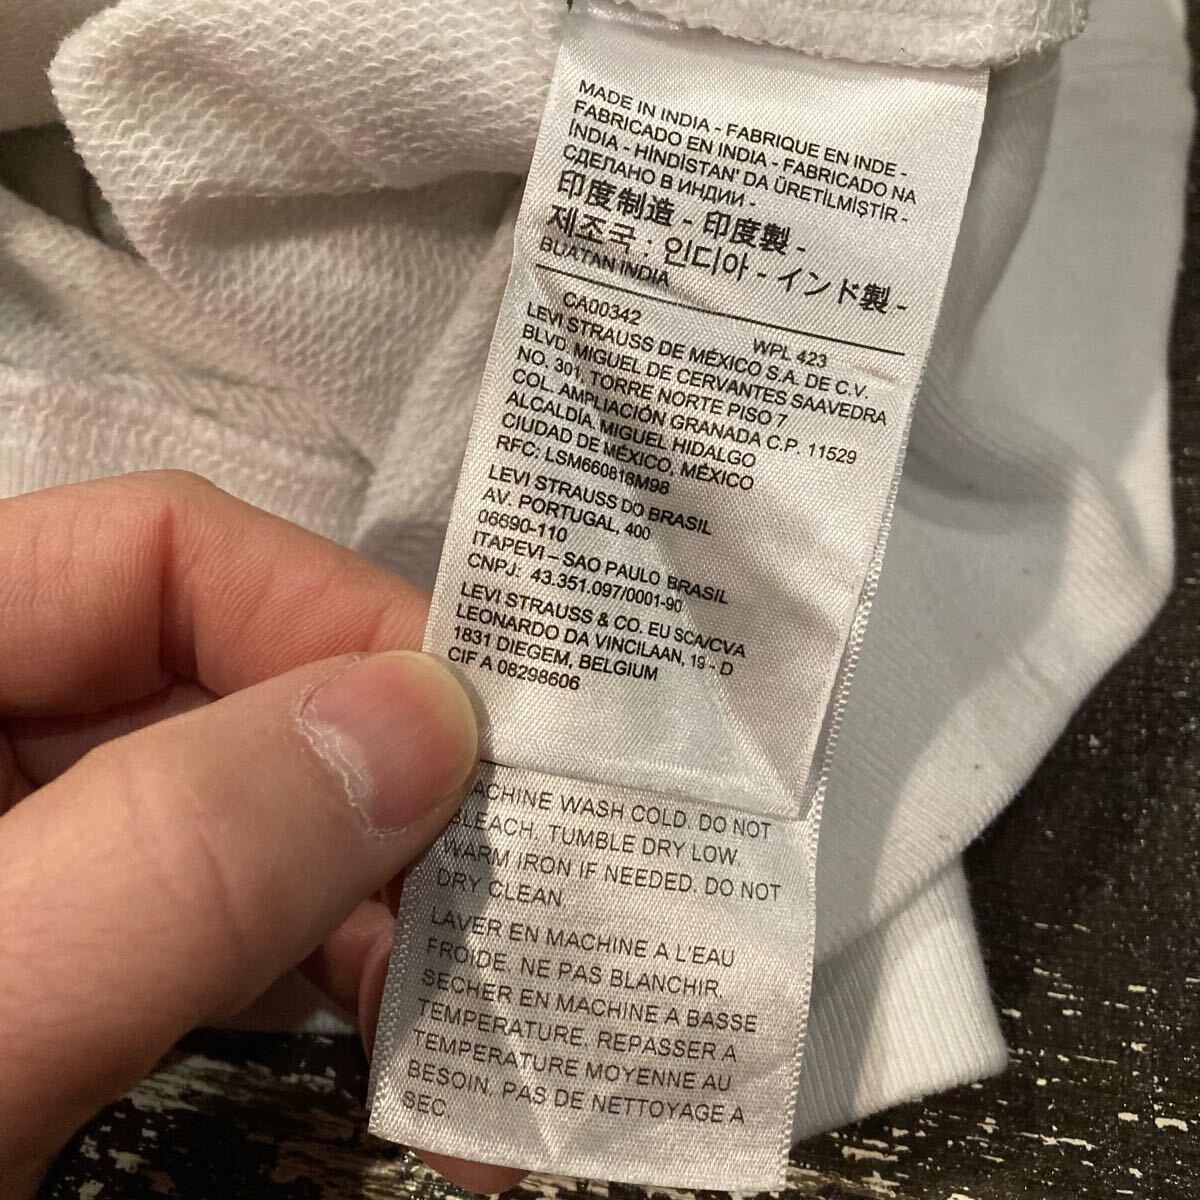 MADE IN INDIA - FABRIQUE EN INDE -
FABRICADO EN INDIA - FABRICADO NA
ÍNDIA - HİNDİSTAN' DA ÜRETİLMİŞTİR -
СДЕЛАНО В ИНДИИ -
印度制造 - 印度製 -
제조국 : 인디아 - インド製 -
BUATAN INDIA
CA00342 WPL 423
LEVI STRAUSS DE MÉXICO S.A. DE C.V.
BLVD. MIGUEL DE CERVANTES SAAVEDRA
NO. 301, TORRE NORTE PISO 7
COL. AMPLIACIÓN GRANADA C.P. 11529
ALCALDÍA, MIGUEL HIDALGO
CIUDAD DE MÉXICO, MÉXICO
RFC: LSM660818M98
LEVI STRAUSS DO BRASIL
AV. PORTUGAL, 400
06690-110
ITAPEVI – SAO PAULO BRASIL
CNPJ: 43.351.097/0001-90
LEVI STRAUSS & CO. EU SCA/CVA
LEONARDO DA VINCILAAN, 19 - D
1831 DIEGEM, BELGIUM
CIF A 08298606
ACHINE WASH COLD. DO NOT
BLEACH. TUMBLE DRY LOW.
WARM IRON IF NEEDED. DO NOT
DRY CLEAN
LAVER EN MACHINE A L'EAU
FROIDE. NE PAS BLANCHIR.
SECHER EN MACHINE A BASSE
TEMPERATURE. REPASSER A
TEMPERATURE MOYENNE AU
BESOIN. PAS DE NETTOYAGE A
SEC.